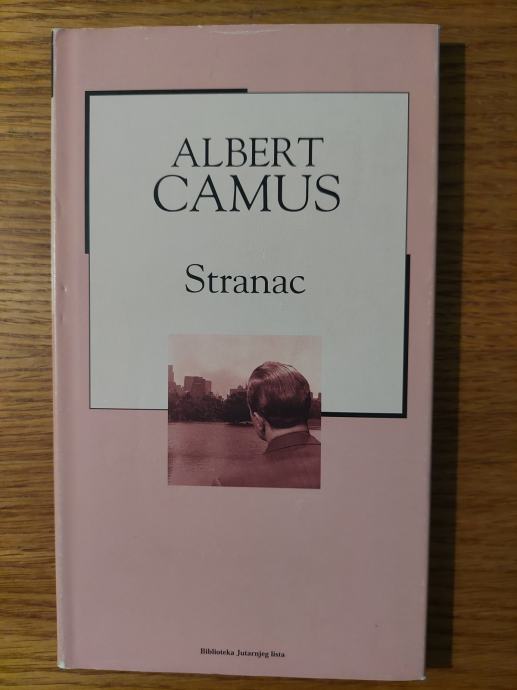 ALBERT
CAMUS
Stranac
Biblioteka Jutarnjeg lista